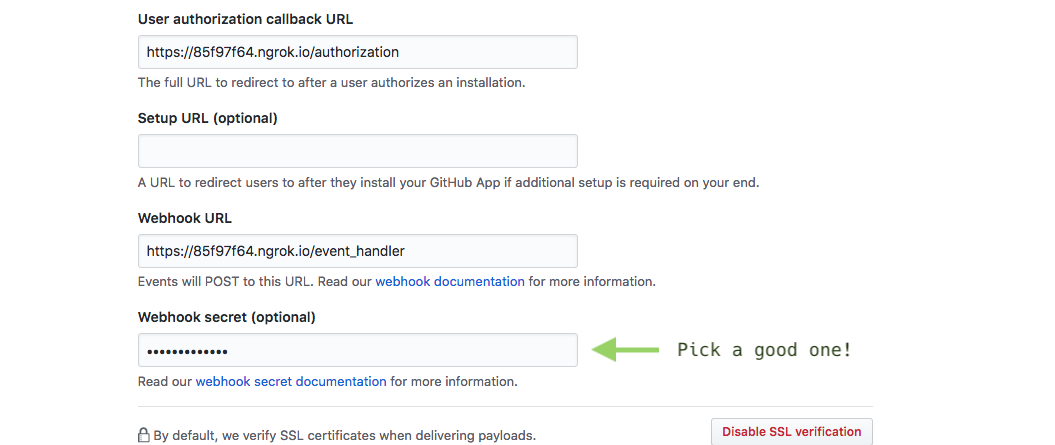 User authorization callback URL
https://85f97f64.ngrok.io/authorization
The full URL to redirect to after a user authorizes an installation.
Setup URL (optional)
A URL to redirect users to after they install your GitHub App if additional setup is required on your end.
Webhook URL
https://85f97f64.ngrok.io/event_handler
Events will POST to this URL. Read our webhook documentation for more information.
Webhook secret (optional)
•••••••••••••
Pick a good one!
Read our webhook secret documentation for more information.
By default, we verify SSL certificates when delivering payloads.
Disable SSL verification